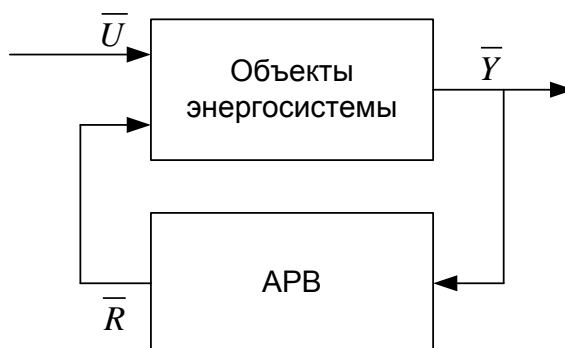 U̅
Объекты
энергосистемы
Y̅
АРВ
R̅